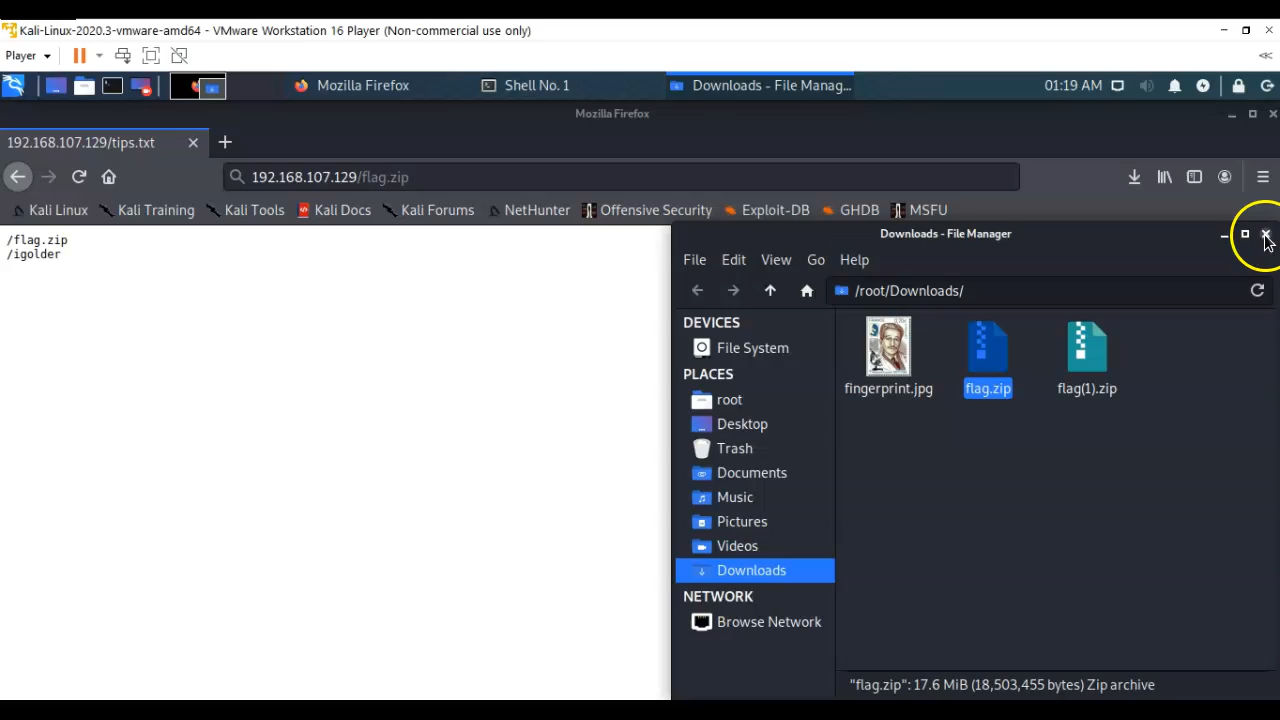 Kali-Linux-2020.3-vmware-amd64 - VMware Workstation 16 Player (Non-commercial use only)
Player
Mozilla Firefox
Shell No. 1
Downloads - File Manag...
01:19 AM
Mozilla Firefox
192.168.107.129/tips.txt
192.168.107.129/flag.zip
Kali Linux
Kali Training
Kali Tools
Kali Docs
Kali Forums
NetHunter
Offensive Security
Exploit-DB
GHDB
MSFU
/flag.zip
/igolder
Downloads - File Manager
File Edit View Go Help
/root/Downloads/
DEVICES
File System
PLACES
root
Desktop
Trash
Documents
Music
Pictures
Videos
Downloads
NETWORK
Browse Network
fingerprint.jpg
flag.zip
flag(1).zip
"flag.zip": 17.6 MiB (18,503,455 bytes) Zip archive